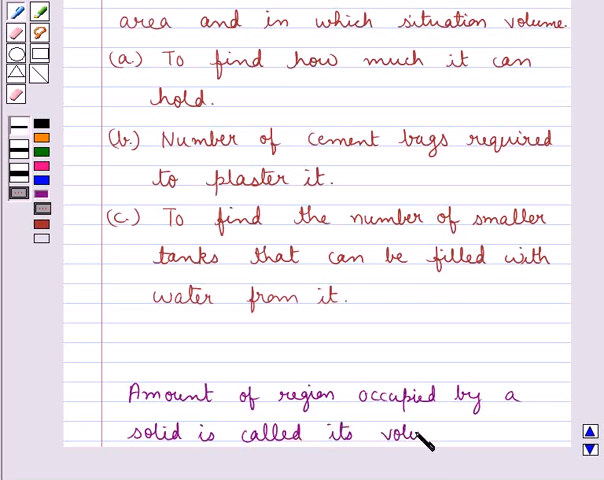 area and in which situation volume.
(a.) To find how much it can
hold.
(b.) Number of cement bags required
to plaster it.
(c.) To find the number of smaller
tanks that can be filled with
water from it.
Amount of region occupied by a
solid is called its volu